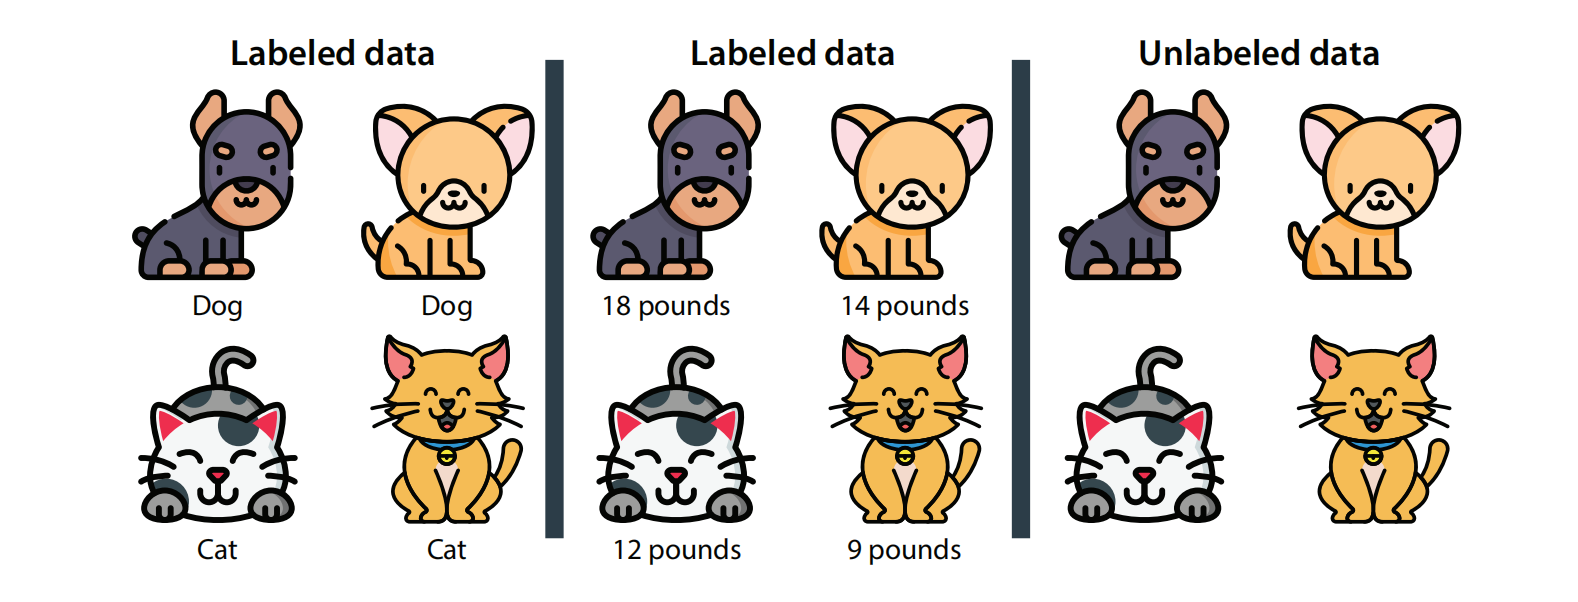 Labeled data
Dog
Dog
Cat
Cat
Labeled data
18 pounds
14 pounds
12 pounds
9 pounds
Unlabeled data